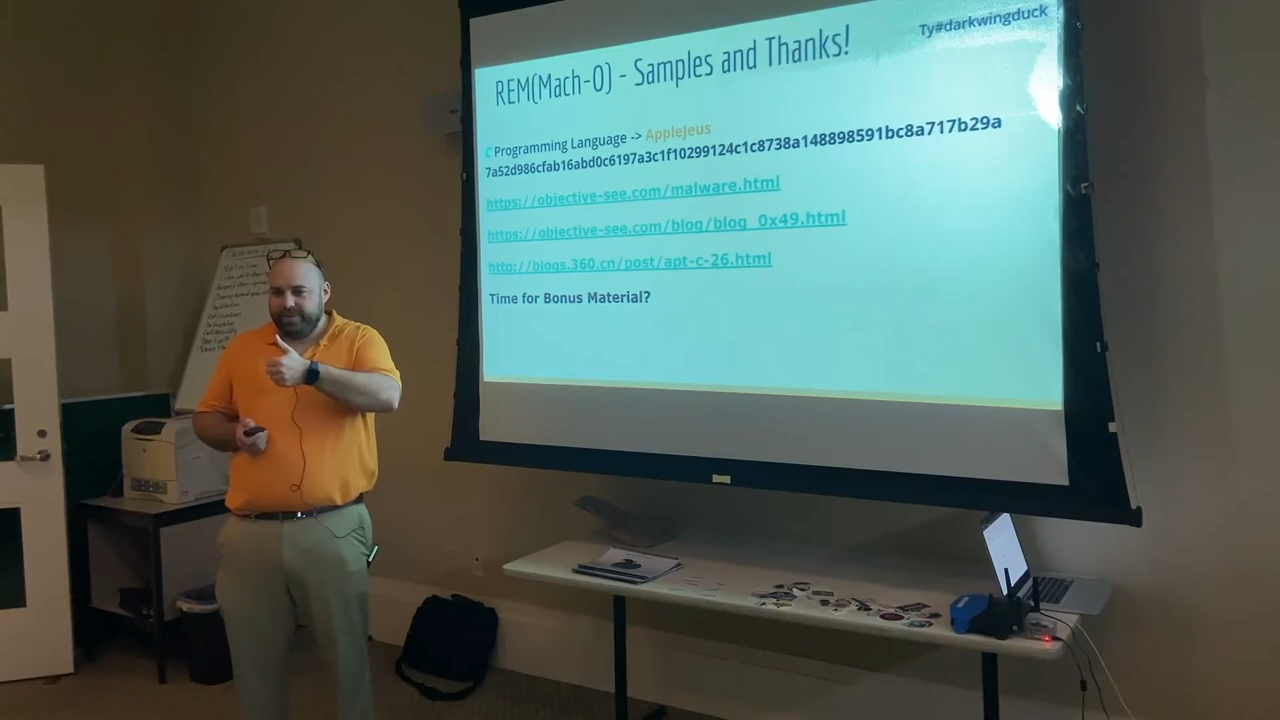 Ty#darkwingduck
REM(Mach-O) - Samples and Thanks!
C Programming Language -> AppleJeus
7a52d986cfab16abd0c6197a3c1f10299124c1c8738a148898591bc8a717b29a
https://objective-see.com/malware.html
https://objective-see.com/blog/blog_0x49.html
http://blogs.360.cn/post/apt-c-26.html
Time for Bonus Material?